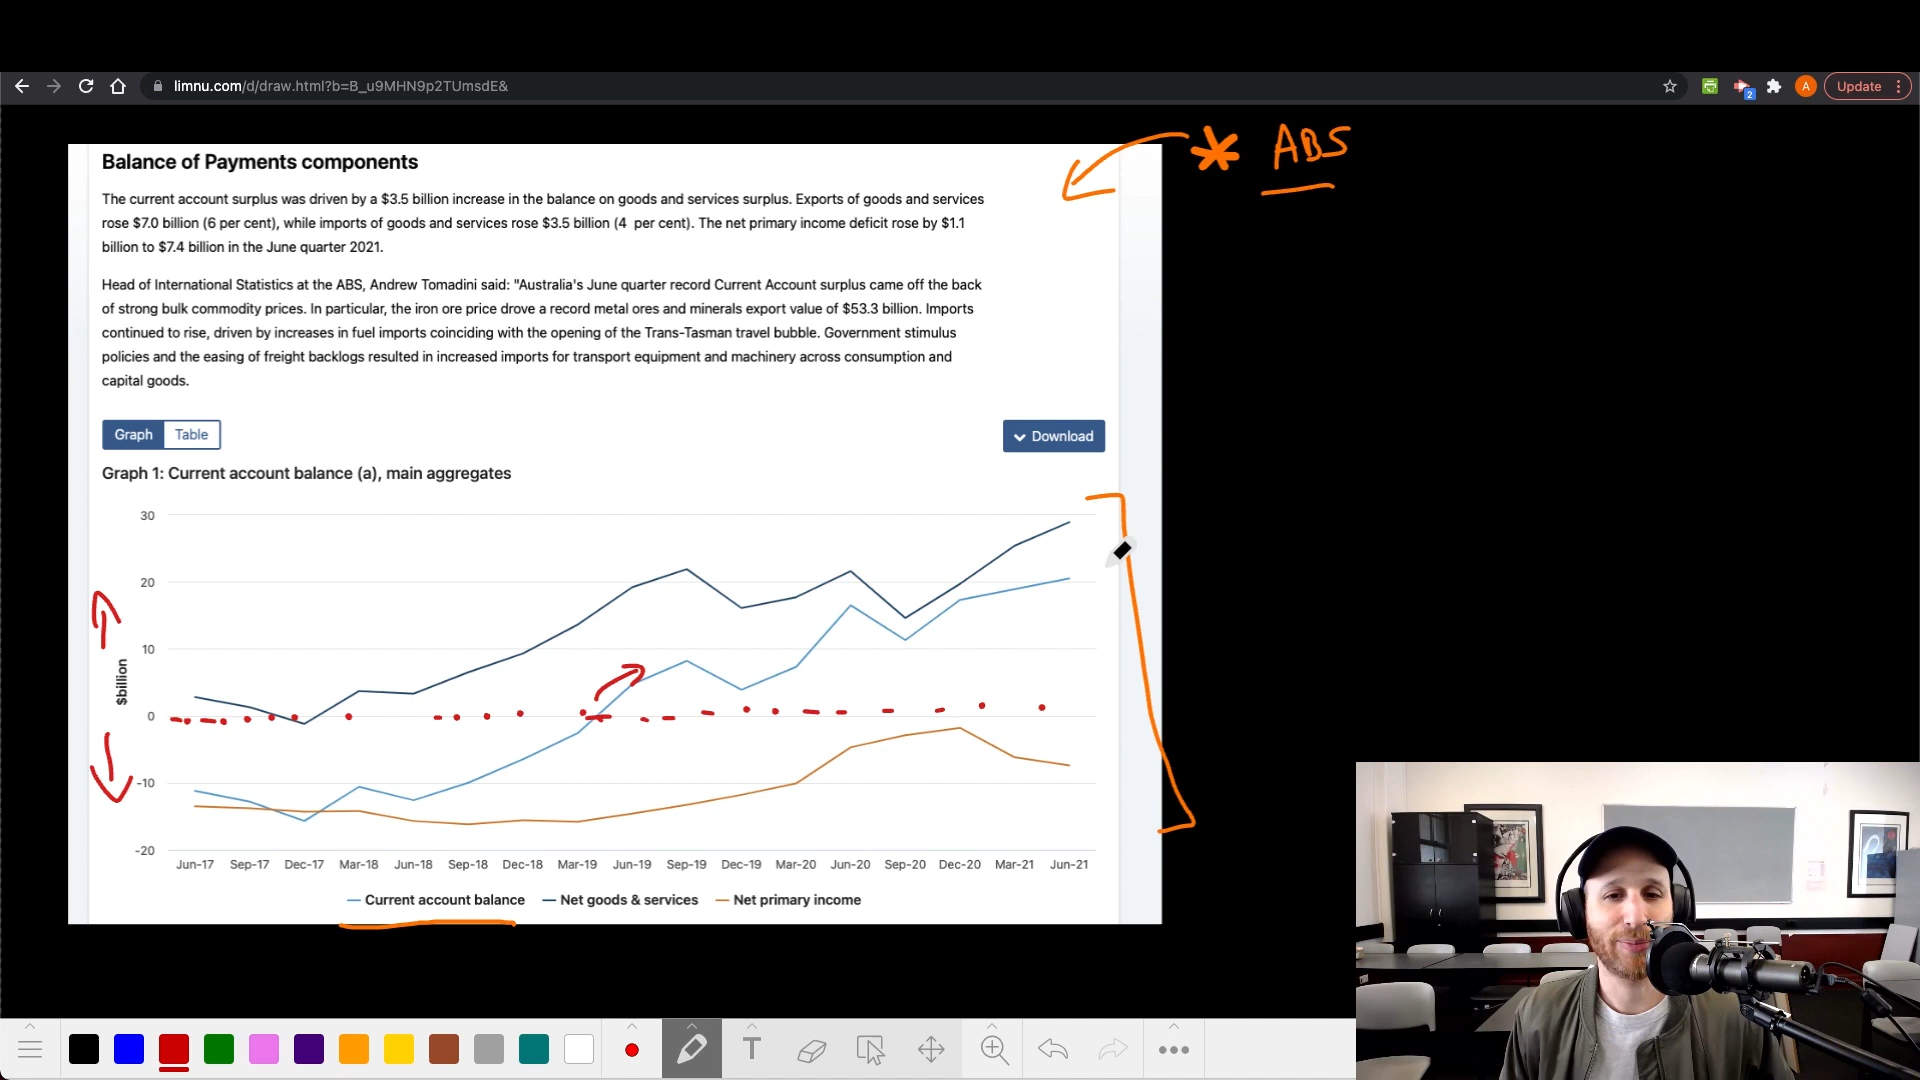 limnu.com/d/draw.html?b=B_u9MHN9p2TUmsdE&
2
A
Update
* ABS
Balance of Payments components
The current account surplus was driven by a $3.5 billion increase in the balance on goods and services surplus. Exports of goods and services
rose $7.0 billion (6 per cent), while imports of goods and services rose $3.5 billion (4 per cent). The net primary income deficit rose by $1.1
billion to $7.4 billion in the June quarter 2021.
Head of International Statistics at the ABS, Andrew Tomadini said: "Australia's June quarter record Current Account surplus came off the back
of strong bulk commodity prices. In particular, the iron ore price drove a record metal ores and minerals export value of $53.3 billion. Imports
continued to rise, driven by increases in fuel imports coinciding with the opening of the Trans-Tasman travel bubble. Government stimulus
policies and the easing of freight backlogs resulted in increased imports for transport equipment and machinery across consumption and
capital goods.
Graph Table
Download
Graph 1: Current account balance (a), main aggregates
30
20
10
0
-10
-20
$billion
Jun-17 Sep-17 Dec-17 Mar-18 Jun-18 Sep-18 Dec-18 Mar-19 Jun-19 Sep-19 Dec-19 Mar-20 Jun-20 Sep-20 Dec-20 Mar-21 Jun-21
Current account balance Net goods & services Net primary income
T